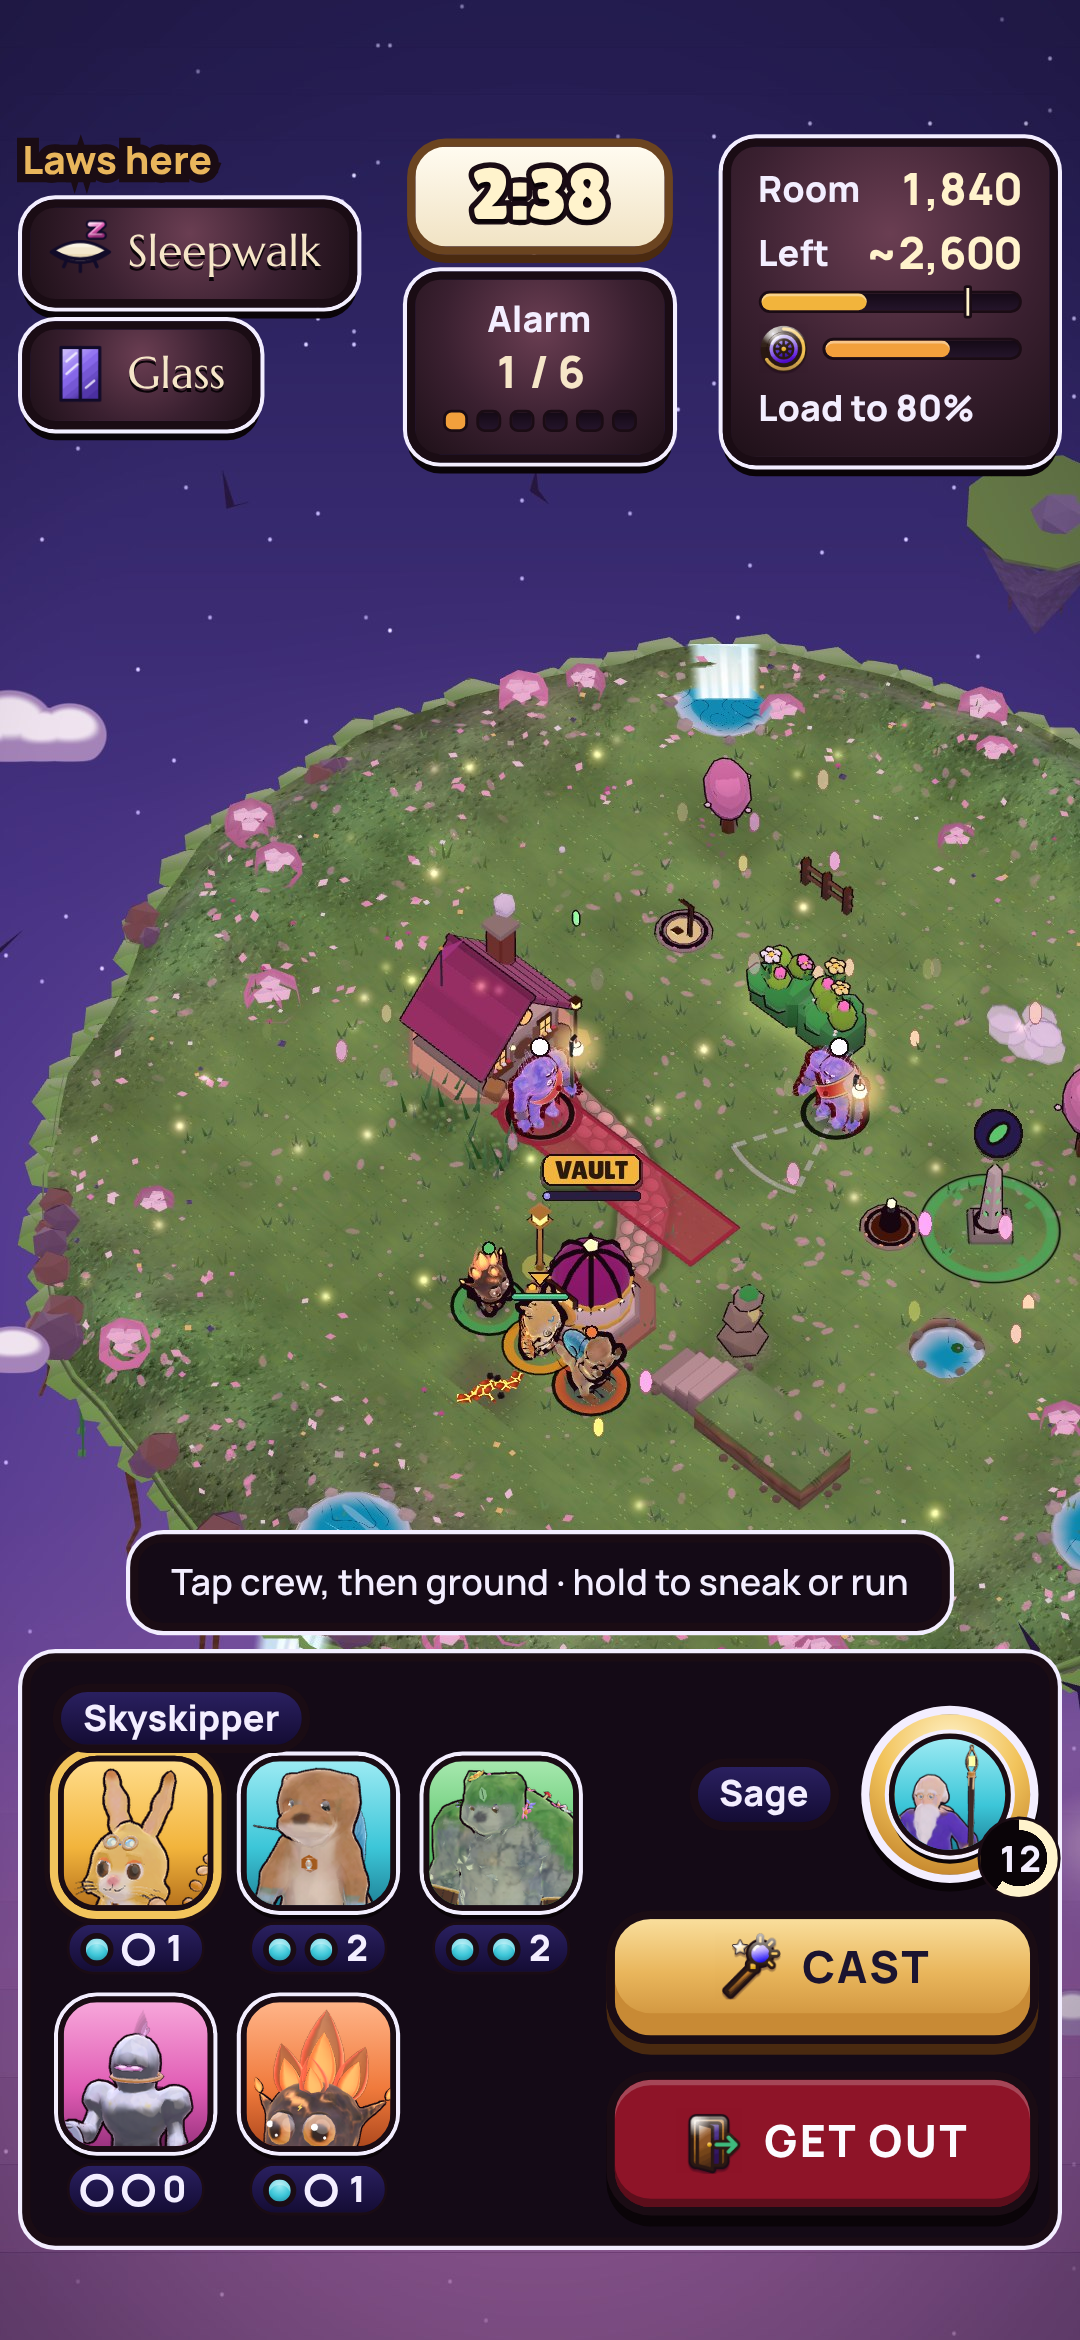 Laws here
Sleepwalk
Glass
2:38
Alarm
1 / 6
Room 1,840
Left ~2,600
Load to 80%
VAULT
Tap crew, then ground · hold to sneak or run
Skyskipper
1
2
2
0
1
Sage
12
CAST
GET OUT